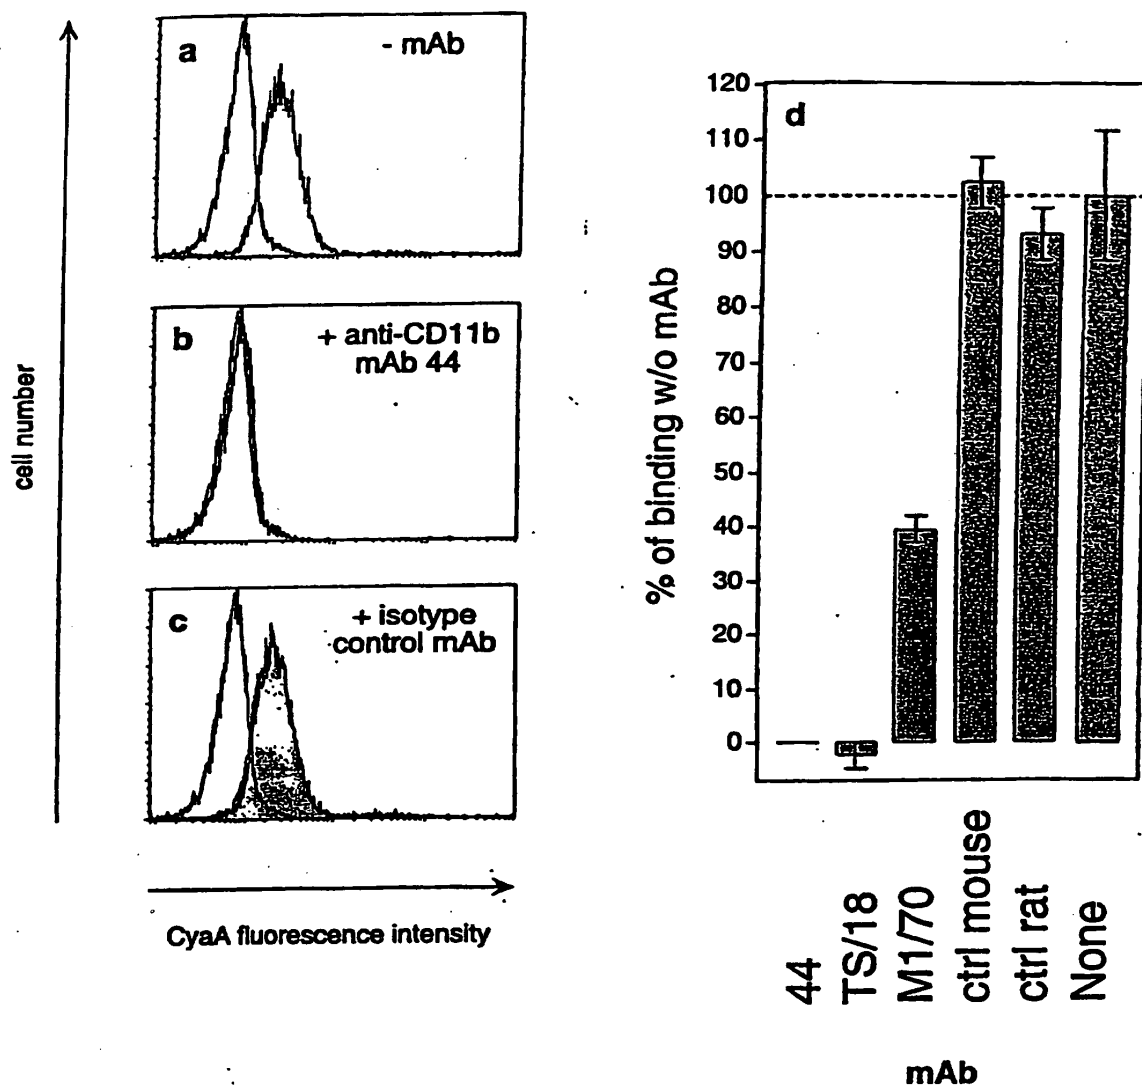 a
- mAb
b
+ anti-CD11b
mAb 44
c
+ isotype
control mAb
cell number
CyaA fluorescence intensity
d
120
110
100
90
80
70
60
50
40
30
20
10
0
% of binding w/o mAb
44
TS/18
M1/70
ctrl mouse
ctrl rat
None
mAb